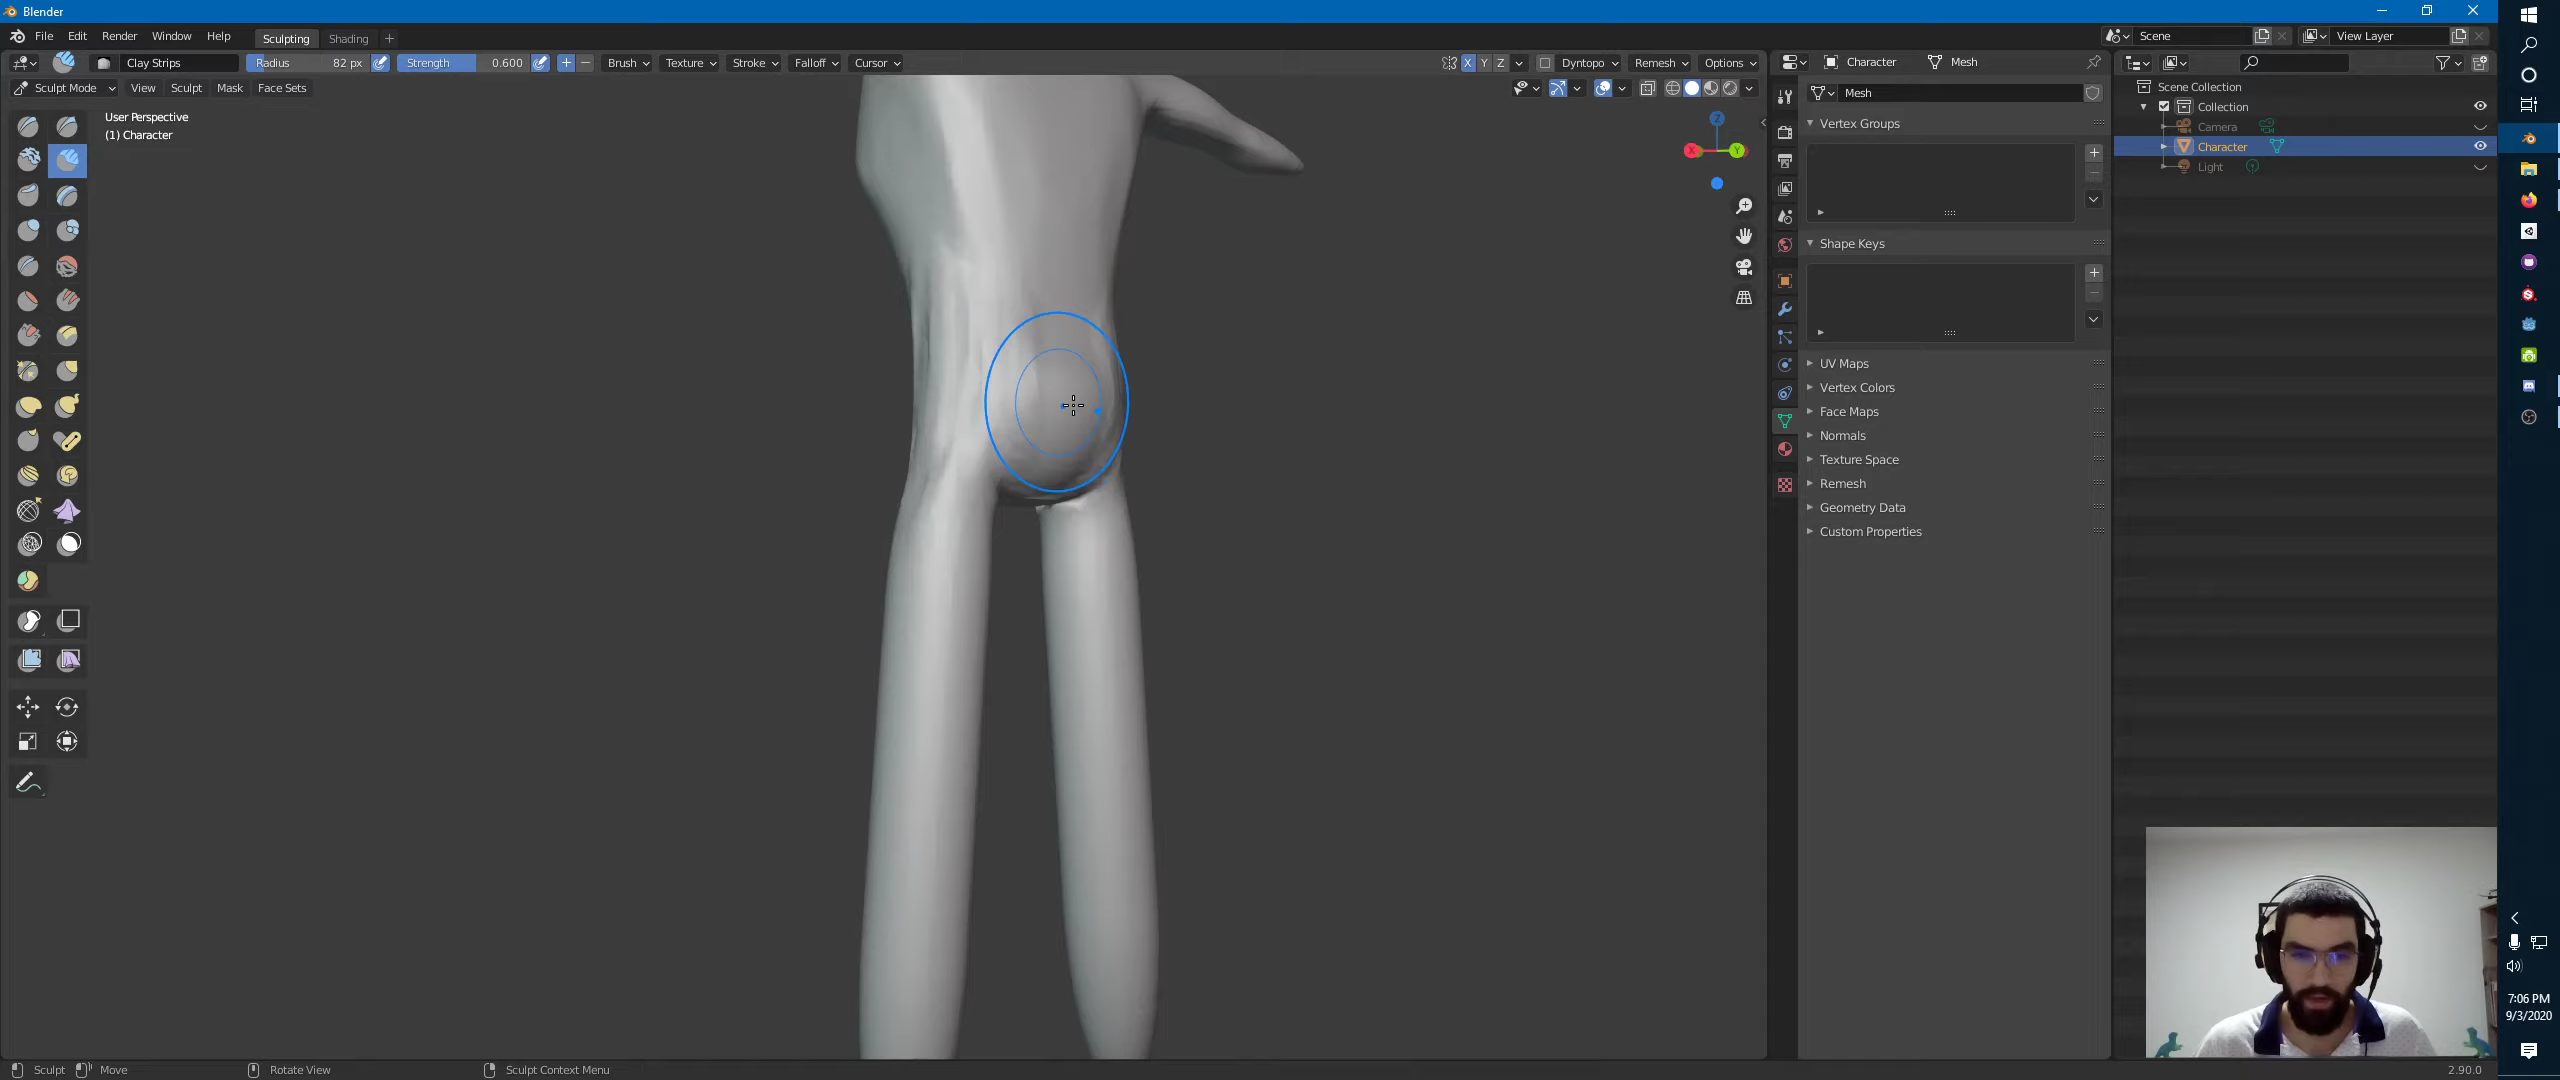 Blender
File Edit Render Window Help Sculpting Shading + Scene View Layer
Clay Strips Radius 82 px Strength 0.600 + − Brush Texture Stroke Falloff Cursor X Y Z Dyntopo Remesh Options Character Mesh
Sculpt Mode View Sculpt Mask Face Sets
User Perspective
(1) Character
Z
X Y
Mesh
Vertex Groups
Shape Keys
UV Maps
Vertex Colors
Face Maps
Normals
Texture Space
Remesh
Geometry Data
Custom Properties
Scene Collection
Collection
Camera
Character
Light
7:06 PM
9/3/2020
Sculpt Move Rotate View Sculpt Context Menu 2.90.0